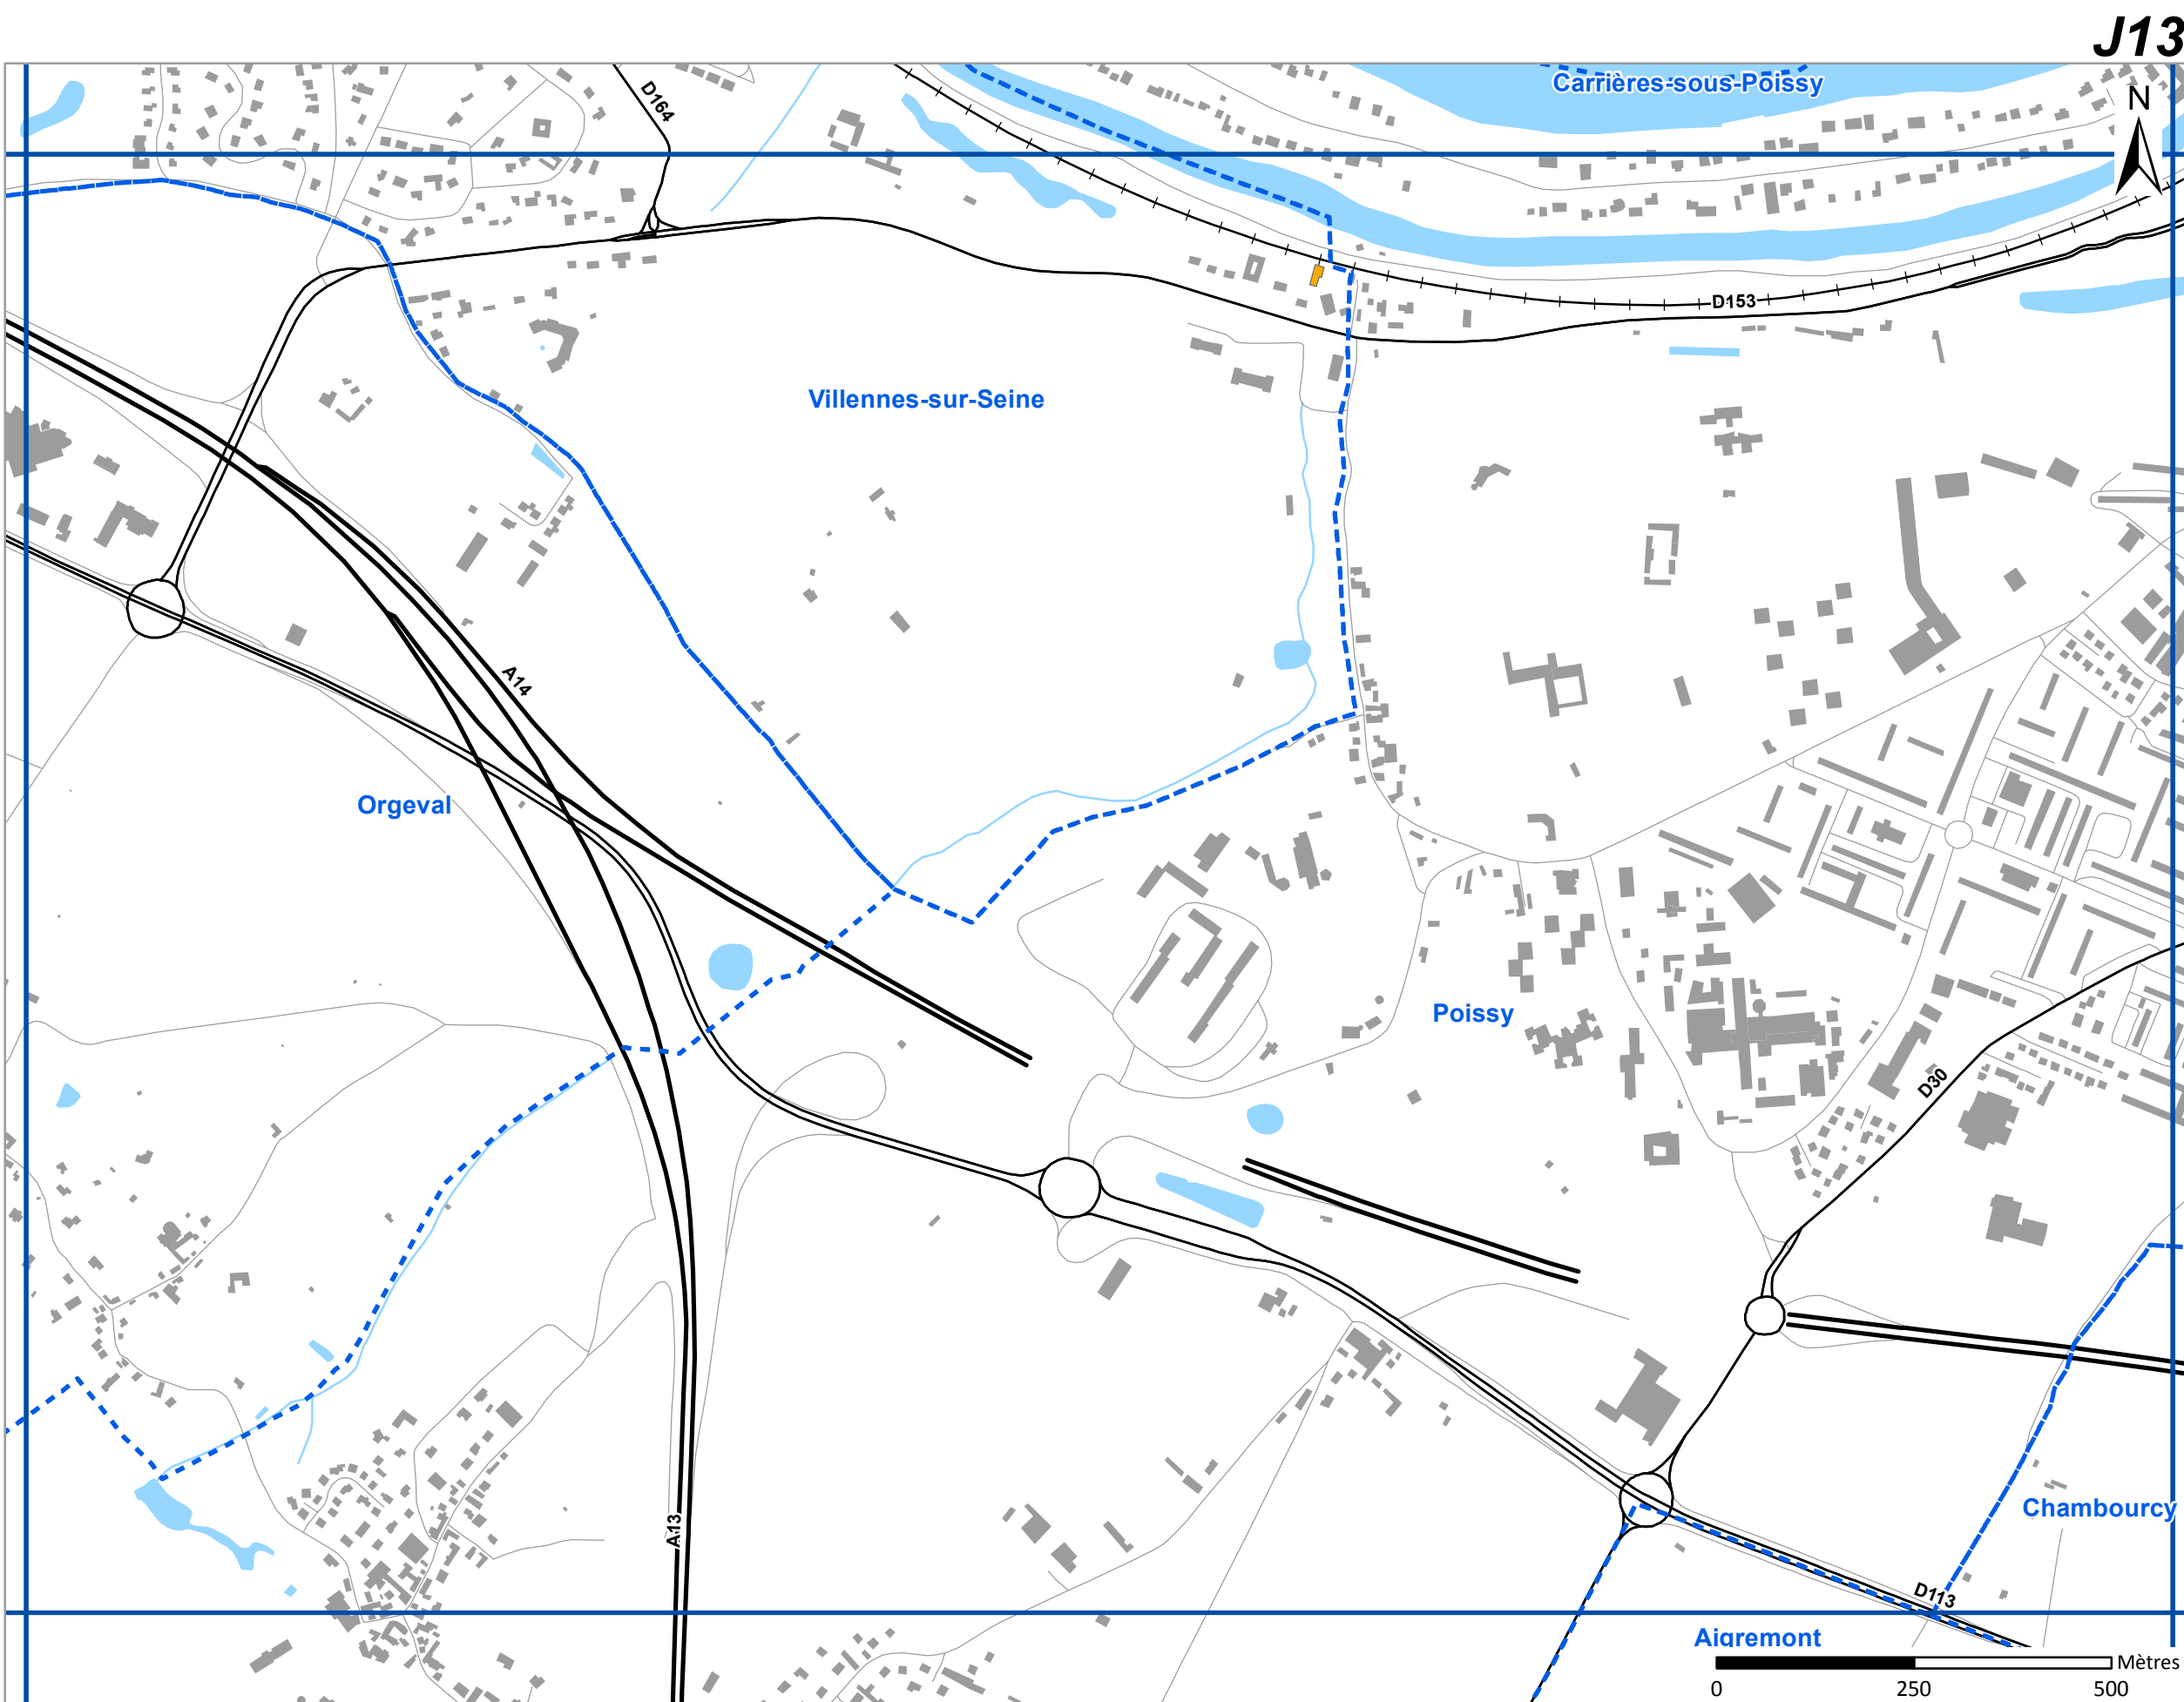 J13
Carrières-sous-Poissy
N
D164
D153
Villennes-sur-Seine
A14
Orgeval
Poissy
D30
Chambourcy
A13
D113
Aigremont
Mètres
0 250 500